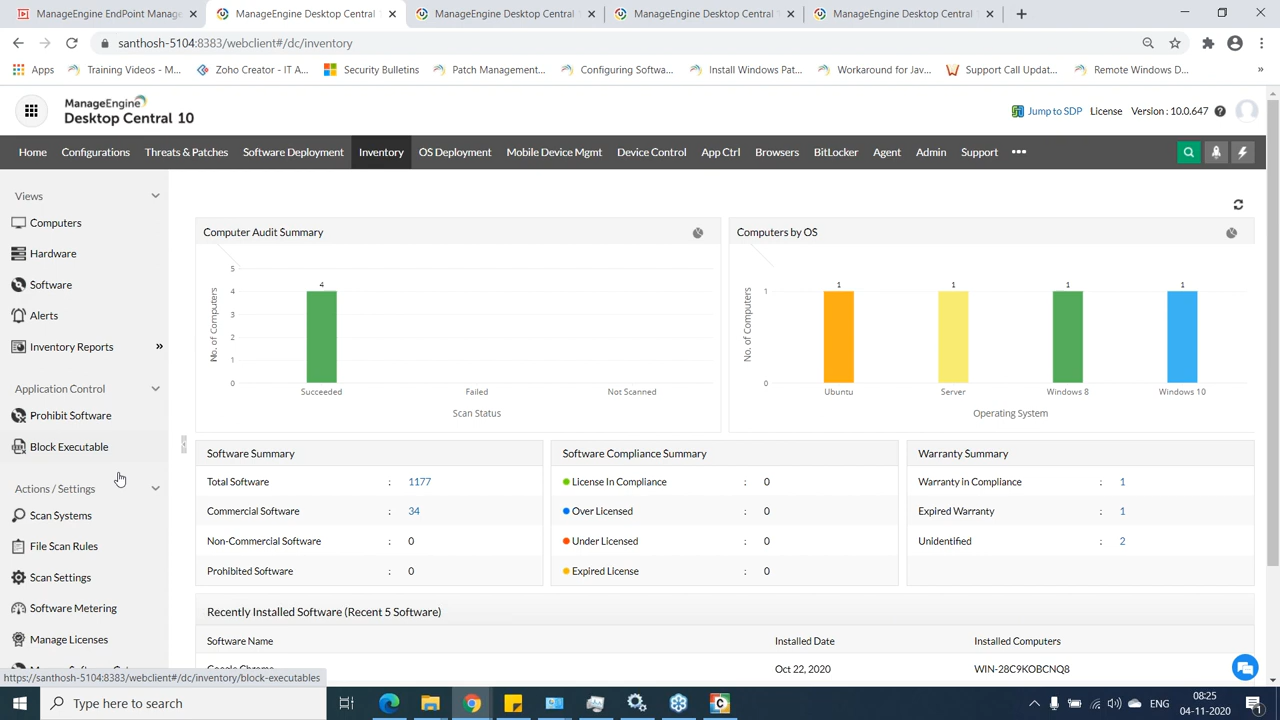 ManageEngine EndPoint Manage
ManageEngine Desktop Central
ManageEngine Desktop Central
ManageEngine Desktop Central
ManageEngine Desktop Central
santhosh-5104:8383/webclient#/dc/inventory
Apps
Training Videos - M...
Zoho Creator - IT A...
Security Bulletins
Patch Management...
Configuring Softwa...
Install Windows Pat...
Workaround for Jav...
Support Call Updat...
Remote Windows D...
»
ManageEngine
Desktop Central 10
Jump to SDP
License
Version : 10.0.647
Home
Configurations
Threats & Patches
Software Deployment
Inventory
OS Deployment
Mobile Device Mgmt
Device Control
App Ctrl
Browsers
BitLocker
Agent
Admin
Support
Views
Computers
Hardware
Software
Alerts
Inventory Reports »
Application Control
Prohibit Software
Block Executable
Actions / Settings
Scan Systems
File Scan Rules
Scan Settings
Software Metering
Manage Licenses
Computer Audit Summary
No. of Computers
5
4
3
2
1
0
4
Succeeded
Failed
Not Scanned
Scan Status
Computers by OS
No. of Computers
1
0
1
1
1
1
Ubuntu
Server
Windows 8
Windows 10
Operating System
Software Summary
Total Software : 1177
Commercial Software : 34
Non-Commercial Software : 0
Prohibited Software : 0
Software Compliance Summary
License In Compliance : 0
Over Licensed : 0
Under Licensed : 0
Expired License : 0
Warranty Summary
Warranty in Compliance : 1
Expired Warranty : 1
Unidentified : 2
Recently Installed Software (Recent 5 Software)
Software Name
Installed Date
Installed Computers
Google Chrome
Oct 22, 2020
WIN-28C9KOBCNQ8
https://santhosh-5104:8383/webclient#/dc/inventory/block-executables
Type here to search
ENG
08:25
04-11-2020
1